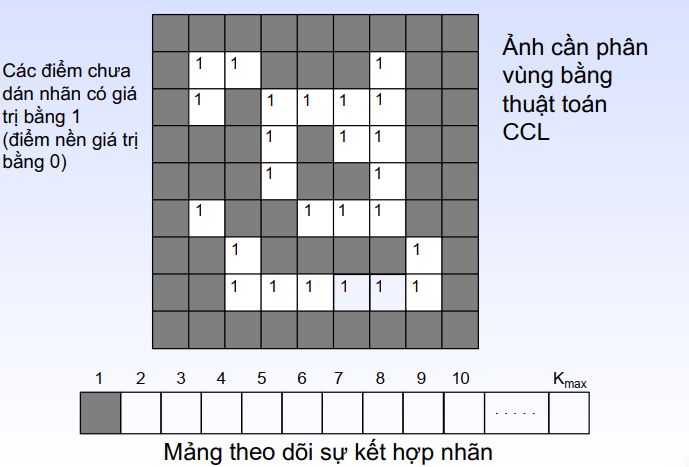 Các điểm chưa
dán nhãn có giá
trị bằng 1
(điểm nền giá trị
bằng 0)
Ảnh cần phân
vùng bằng
thuật toán
CCL
1 1 1
1 1 1 1 1
1 1 1
1 1
1 1 1 1
1 1
1 1 1 1 1 1
1 2 3 4 5 6 7 8 9 10 Kmax
. . . . .
Mảng theo dõi sự kết hợp nhãn